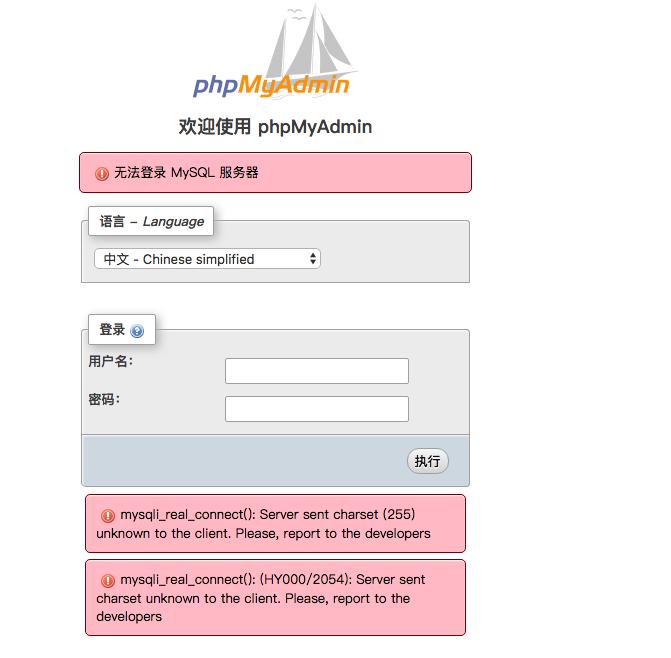 phpMyAdmin
欢迎使用 phpMyAdmin
无法登录 MySQL 服务器
语言 - Language
中文 - Chinese simplified
登录
用户名：
密码：
执行
mysqli_real_connect(): Server sent charset (255)
unknown to the client. Please, report to the developers
mysqli_real_connect(): (HY000/2054): Server sent
charset unknown to the client. Please, report to the
developers